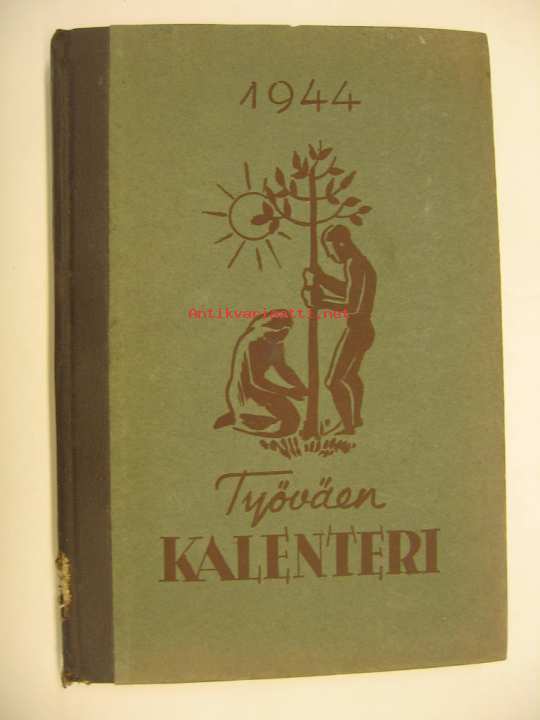 1944
Antikvariaatti.net
Työväen
KALENTERI